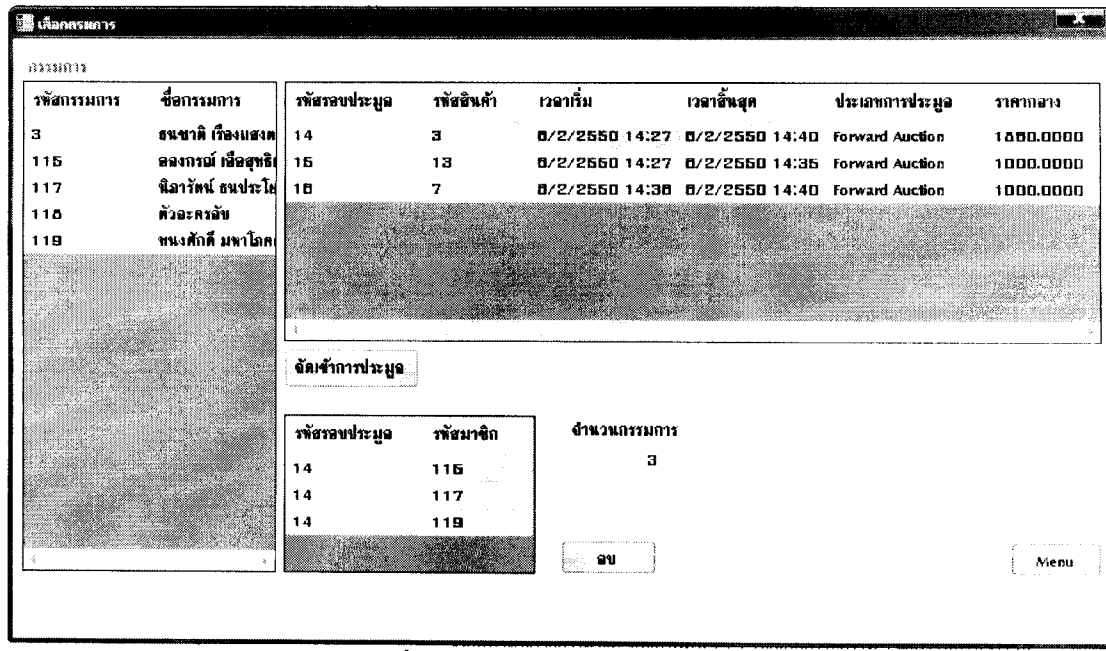 เลือกกรรมการ
กรรมการ
รหัสกรรมการ ชื่อกรรมการ
3 ธนชาติ เรืองแสงต
115 ฉลองกรณ์ เฉื่อสุทธิ
117 นิลารัตน์ ธนประโย
118 ตัวละครลับ
119 ทนงศักดิ์ มหาโภค
รหัสรอบประมูล รหัสสินค้า เวลาเริ่ม เวลาสิ้นสุด ประเภทการประมูล ราคากลาง
14 3 8/2/2550 14:27 8/2/2550 14:40 Forward Auction
15 13 8/2/2550 14:27 8/2/2550 14:35 Forward Auction 1000.0000
16 7 8/2/2550 14:38 8/2/2550 14:40 Forward Auction 1000.0000
จัดเข้าการประมูล
รหัสรอบประมูล รหัสมาชิก
14 115
14 117
14 119
จำนวนกรรมการ
3
ลบ
Menu